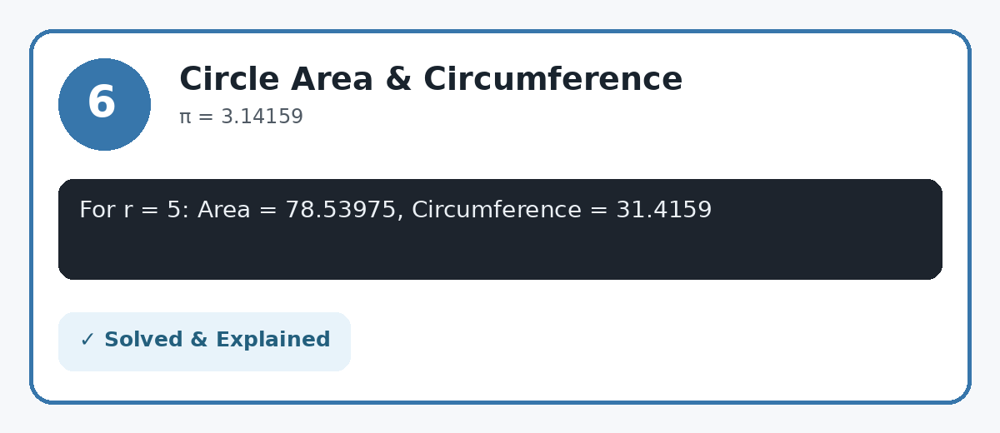 6
Circle Area & Circumference
π = 3.14159
For r = 5: Area = 78.53975, Circumference = 31.4159
✓ Solved & Explained